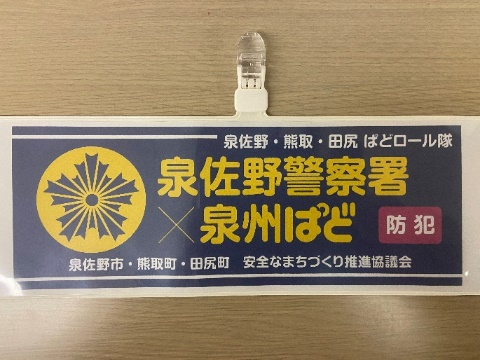 泉佐野・熊取・田尻 ぱどロール隊
泉佐野警察署
×泉州ぱど
防犯
泉佐野市・熊取町・田尻町 安全なまちづくり推進協議会